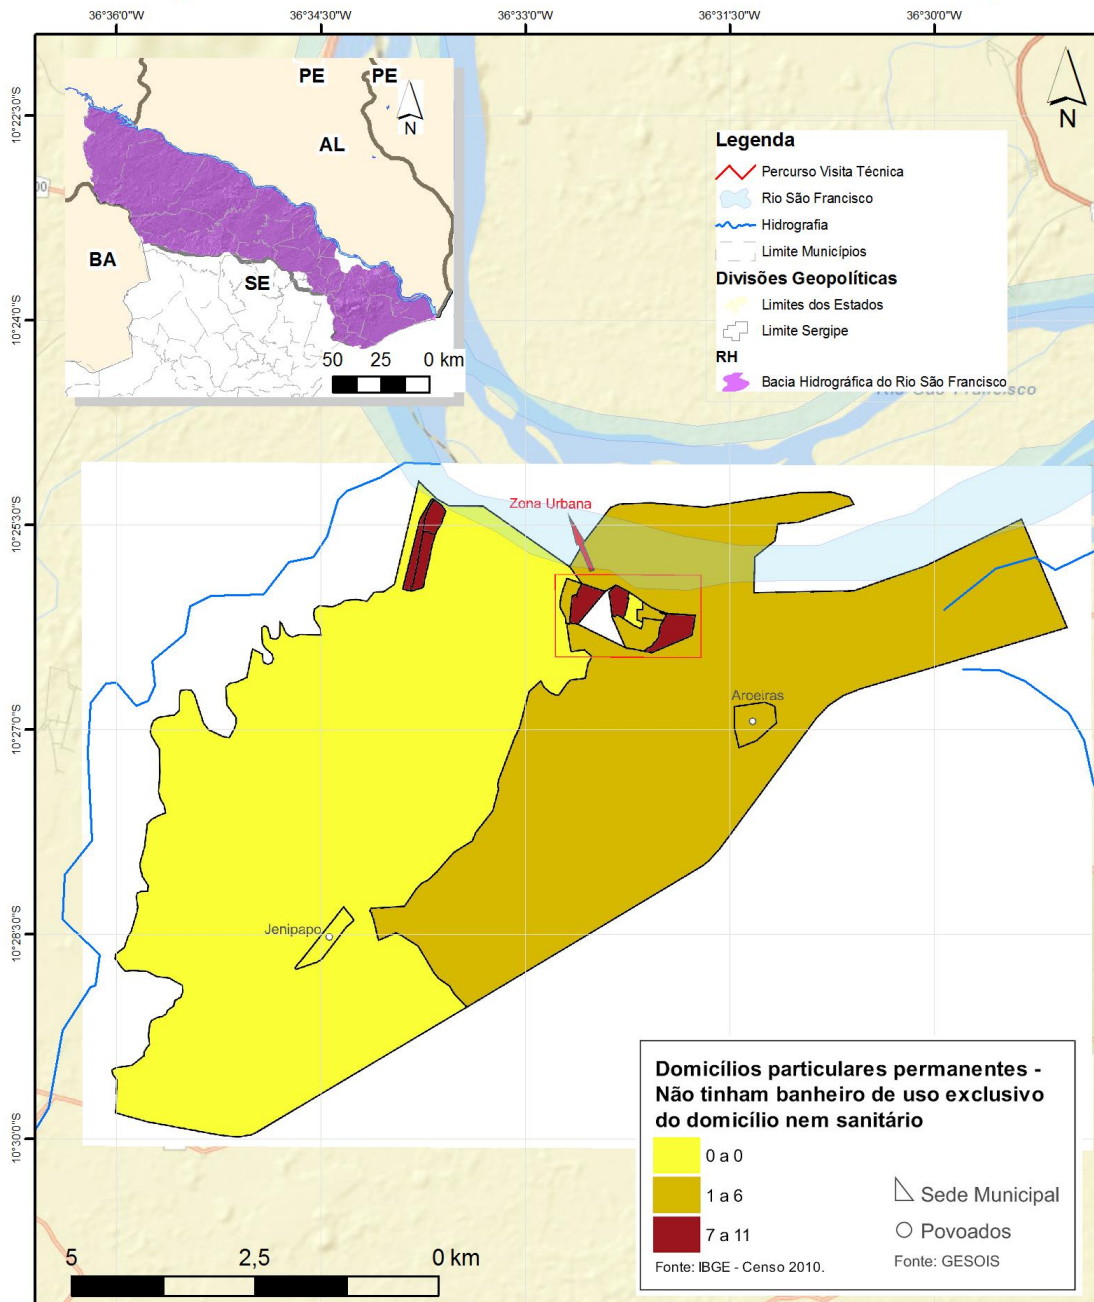 36°36'0"W 36°34'30"W 36°33'0"W 36°31'30"W 36°30'0"W
10°22'30"S
10°24'0"S
10°25'30"S
10°27'0"S
10°28'30"S
10°30'0"S
PE PE
N
AL
BA
SE
50 25 0 km
N
Legenda
Percurso Visita Técnica
Rio São Francisco
Hidrografia
Limite Municípios
Divisões Geopolíticas
Limites dos Estados
Limite Sergipe
RH
Bacia Hidrográfica do Rio São Francisco
Rio São Francisco
Zona Urbana
Aroeiras
Jenipapo
Domicílios particulares permanentes -
Não tinham banheiro de uso exclusivo
do domicílio nem sanitário
0 a 0
1 a 6
7 a 11
Fonte: IBGE - Censo 2010.
Sede Municipal
Povoados
Fonte: GESOIS
5 2,5 0 km